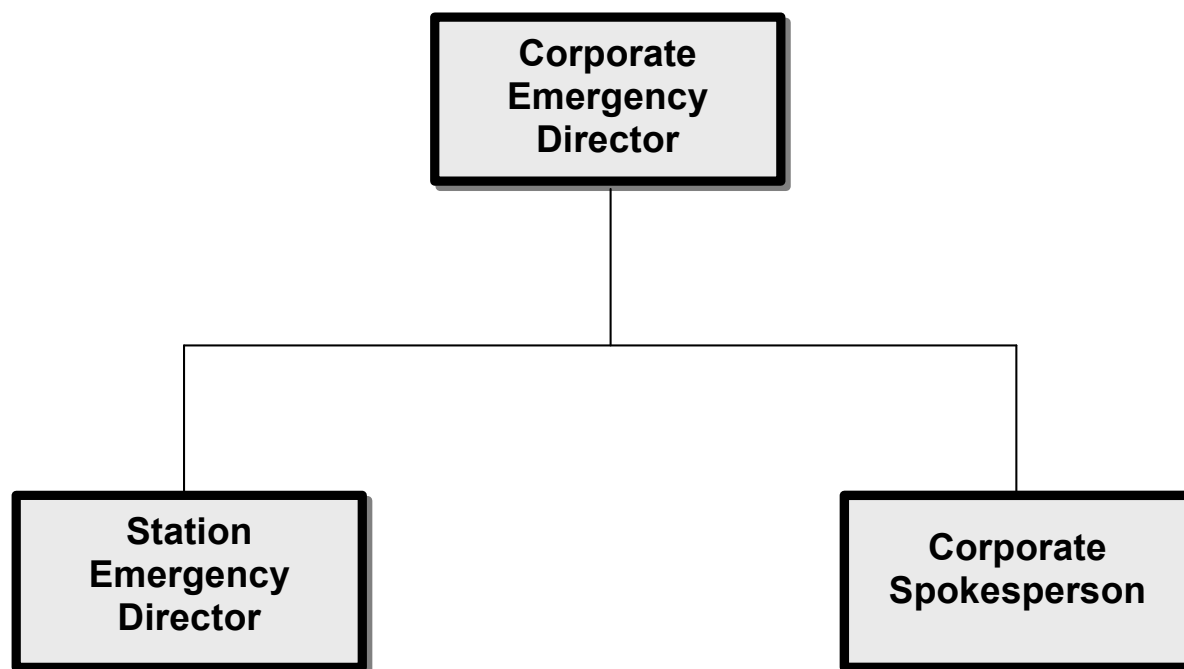 Corporate
Emergency
Director
Station
Emergency
Director
Corporate
Spokesperson